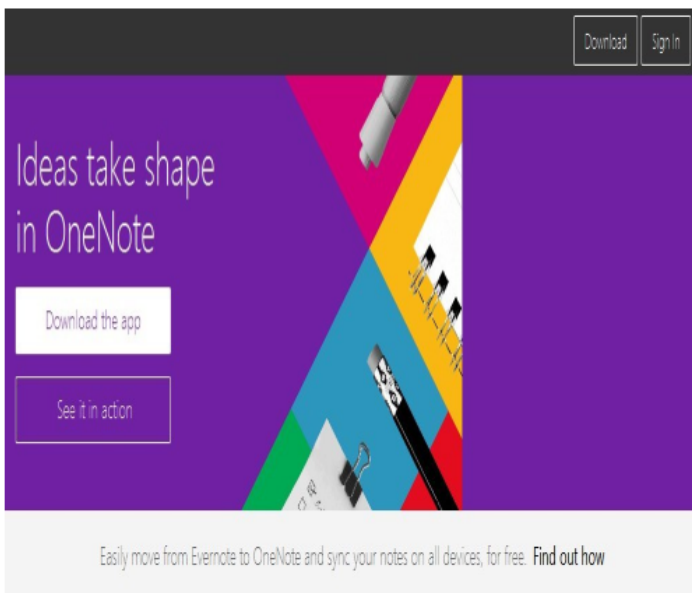 Download Sign In
Ideas take shape
in OneNote
Download the app
See it in action
Easily move from Evernote to OneNote and sync your notes on all devices, for free. Find out how